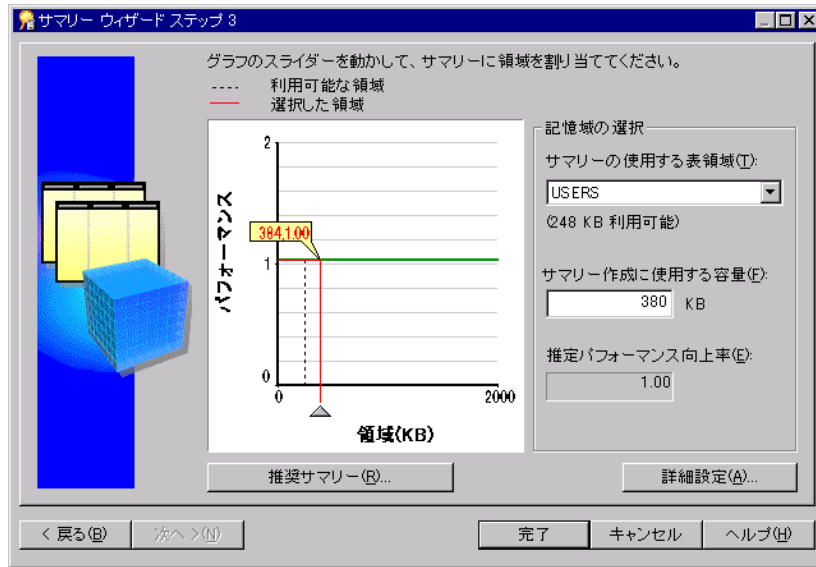 サマリー ウィザード ステップ 3
グラフのスライダーを動かして、サマリーに領域を割り当ててください。
---- 利用可能な領域
選択した領域
2
384,1.00
1
0
パフォーマンス
0
2000
領域(KB)
記憶域の選択
サマリーの使用する表領域(T):
USERS
(248 KB 利用可能)
サマリー作成に使用する容量(F):
380 KB
推定パフォーマンス向上率(E):
1.00
推奨サマリー(R)...
詳細設定(A)...
< 戻る(B)
次へ >(N)
完了
キャンセル
ヘルプ(H)